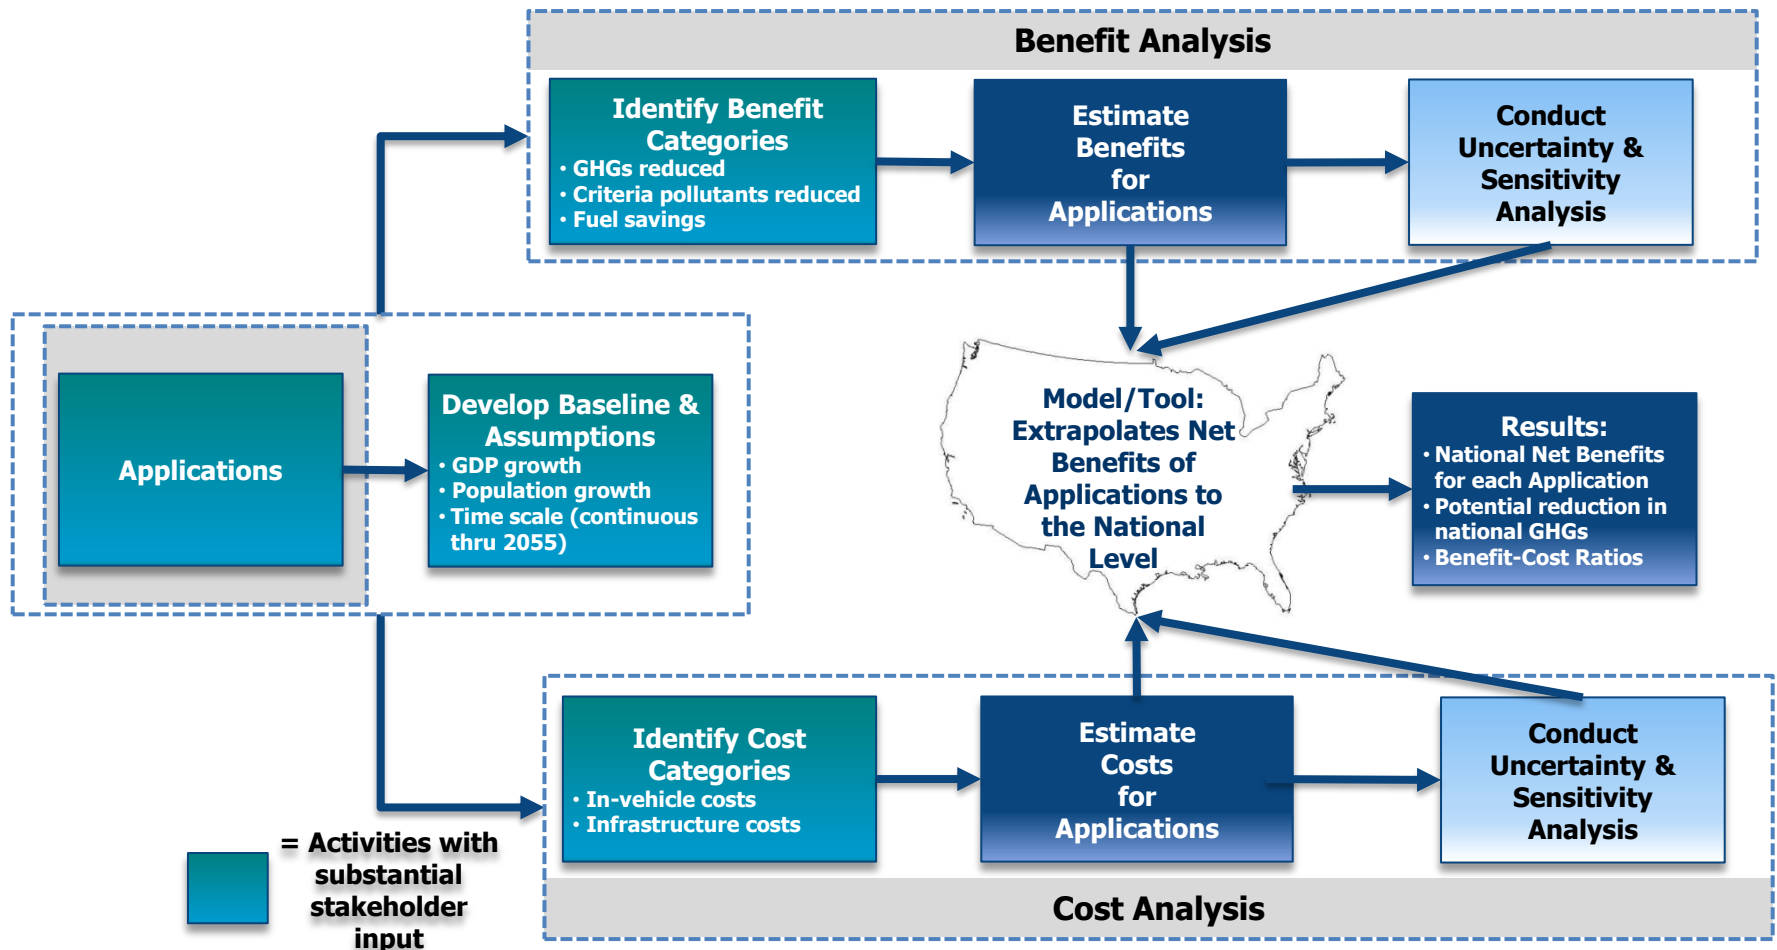 Benefit Analysis
Identify Benefit
Categories
• GHGs reduced
• Criteria pollutants reduced
• Fuel savings
Estimate
Benefits
for
Applications
Conduct
Uncertainty &
Sensitivity
Analysis
Applications
Develop Baseline &
Assumptions
• GDP growth
• Population growth
• Time scale (continuous
thru 2055)
Model/Tool:
Extrapolates Net
Benefits of
Applications to
the National
Level
Results:
• National Net Benefits
for each Application
• Potential reduction in
national GHGs
• Benefit-Cost Ratios
Identify Cost
Categories
• In-vehicle costs
• Infrastructure costs
Estimate
Costs
for
Applications
Conduct
Uncertainty &
Sensitivity
Analysis
Cost Analysis
= Activities with
substantial
stakeholder
input